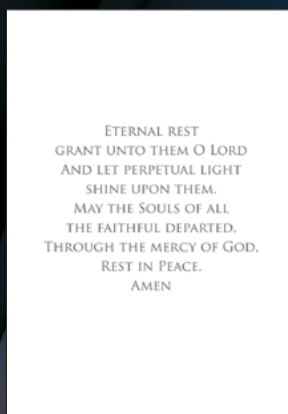 Eternal rest
grant unto them O Lord
And let perpetual light
shine upon them.
May the Souls of all
the faithful departed,
Through the mercy of God,
Rest in Peace.
Amen